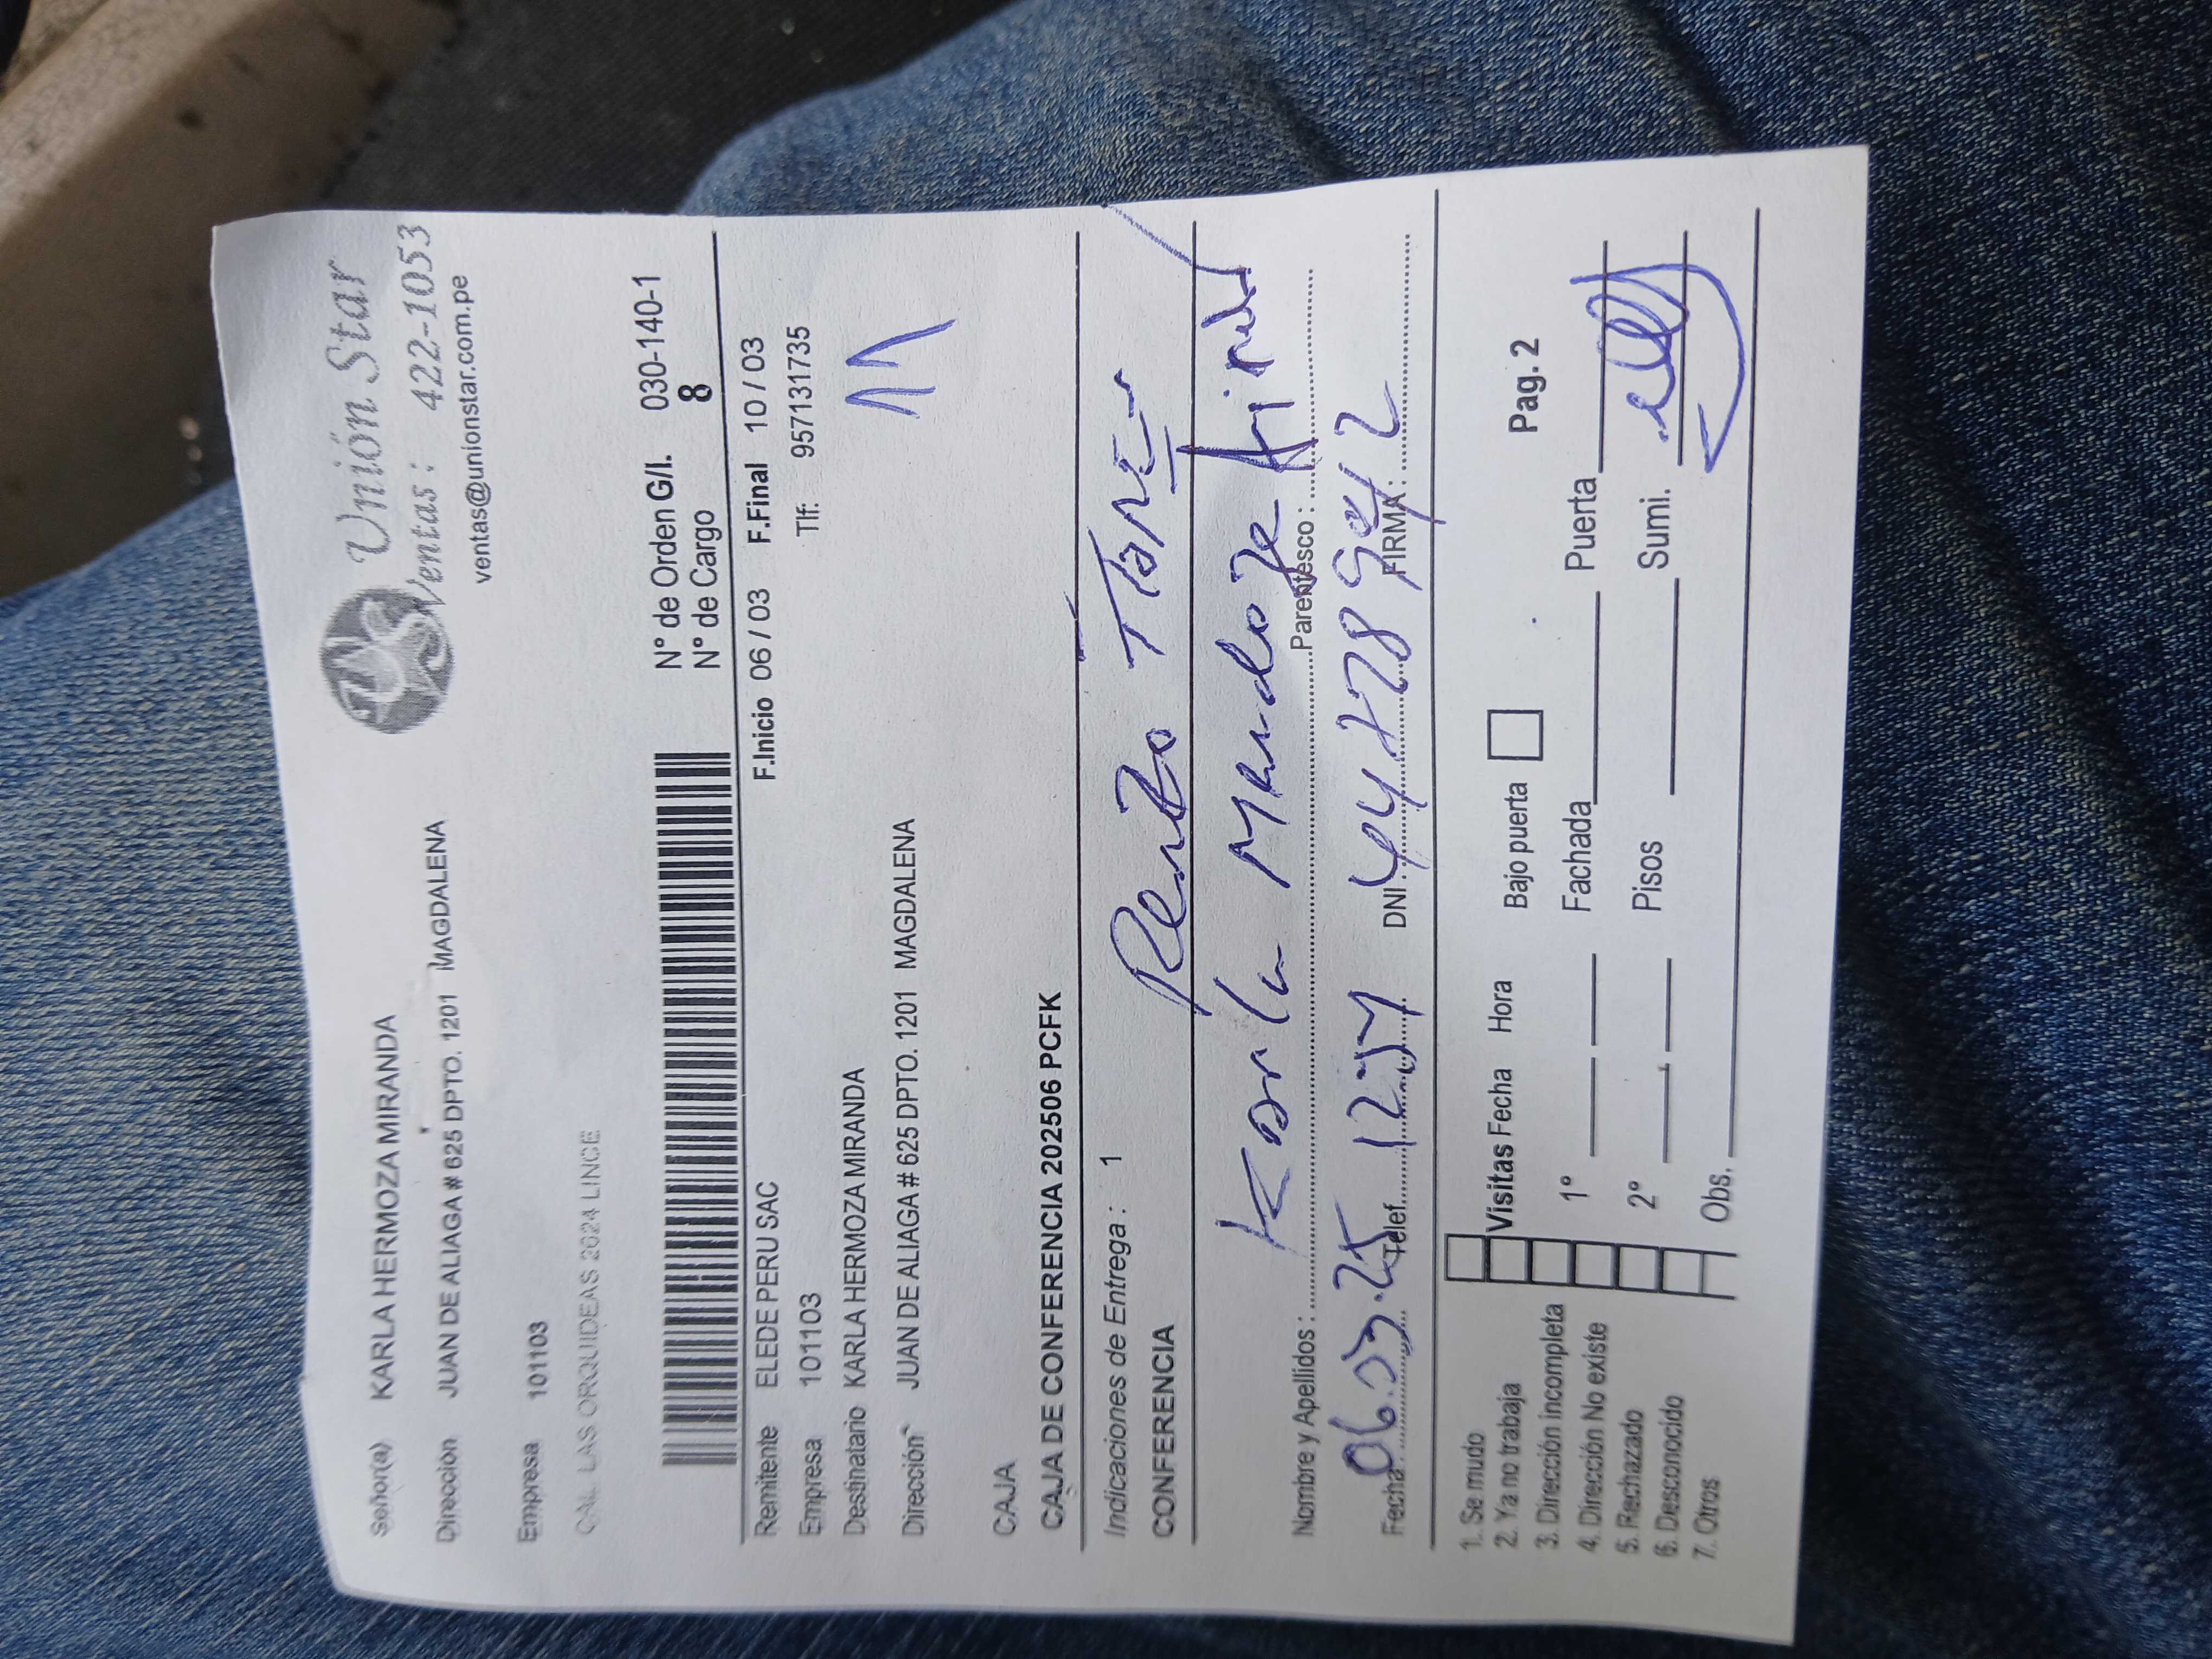 Unión Star
Ventas: 422-1053
ventas@unionstar.com.pe
Señor(a) KARLA HERMOZA MIRANDA
Dirección JUAN DE ALIAGA # 625 DPTO. 1201 MAGDALENA
Empresa 101103
CAL LAS ORQUIDEAS 2624 LINCE
N° de Orden G/I. 030-140-1
N° de Cargo 8
F.Inicio 06 / 03 F.Final 10 / 03
Remitente ELEDE PERU SAC
Empresa 101103 Tlf: 957131735
Destinatario KARLA HERMOZA MIRANDA
Dirección JUAN DE ALIAGA # 625 DPTO. 1201 MAGDALENA
CAJA
CAJA DE CONFERENCIA 202506 PCFK
Indicaciones de Entrega : 1
CONFERENCIA
Karla Mendoza
Nombre y Apellidos : Parentesco :
Fecha: 06.03.25 Telef. DNI FIRMA:
1. Se mudo
2. Ya no trabaja
3. Dirección incompleta
4. Dirección No existe
5. Rechazado
6. Desconocido
7. Otros
Visitas Fecha Hora Bajo puerta Pag. 2
1° Fachada Puerta
2° Pisos Sumi.
Obs.